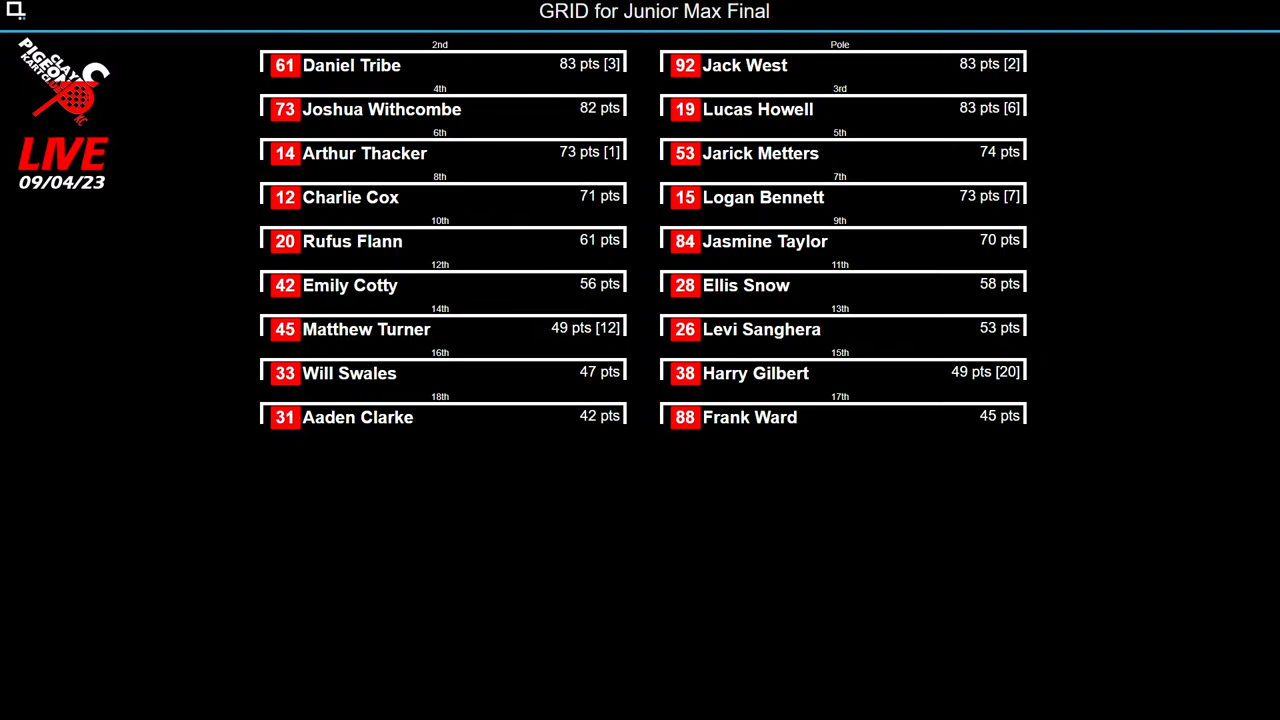 GRID for Junior Max Final
CLAY
PIGEON
KART CLUB
KC
LIVE
09/04/23
2nd
61 Daniel Tribe 83 pts [3]
Pole
92 Jack West 83 pts [2]
4th
73 Joshua Withcombe 82 pts
3rd
19 Lucas Howell 83 pts [6]
6th
14 Arthur Thacker 73 pts [1]
5th
53 Jarick Metters 74 pts
8th
12 Charlie Cox 71 pts
7th
15 Logan Bennett 73 pts [7]
10th
20 Rufus Flann 61 pts
9th
84 Jasmine Taylor 70 pts
12th
42 Emily Cotty 56 pts
11th
28 Ellis Snow 58 pts
14th
45 Matthew Turner 49 pts [12]
13th
26 Levi Sanghera 53 pts
16th
33 Will Swales 47 pts
15th
38 Harry Gilbert 49 pts [20]
18th
31 Aaden Clarke 42 pts
17th
88 Frank Ward 45 pts